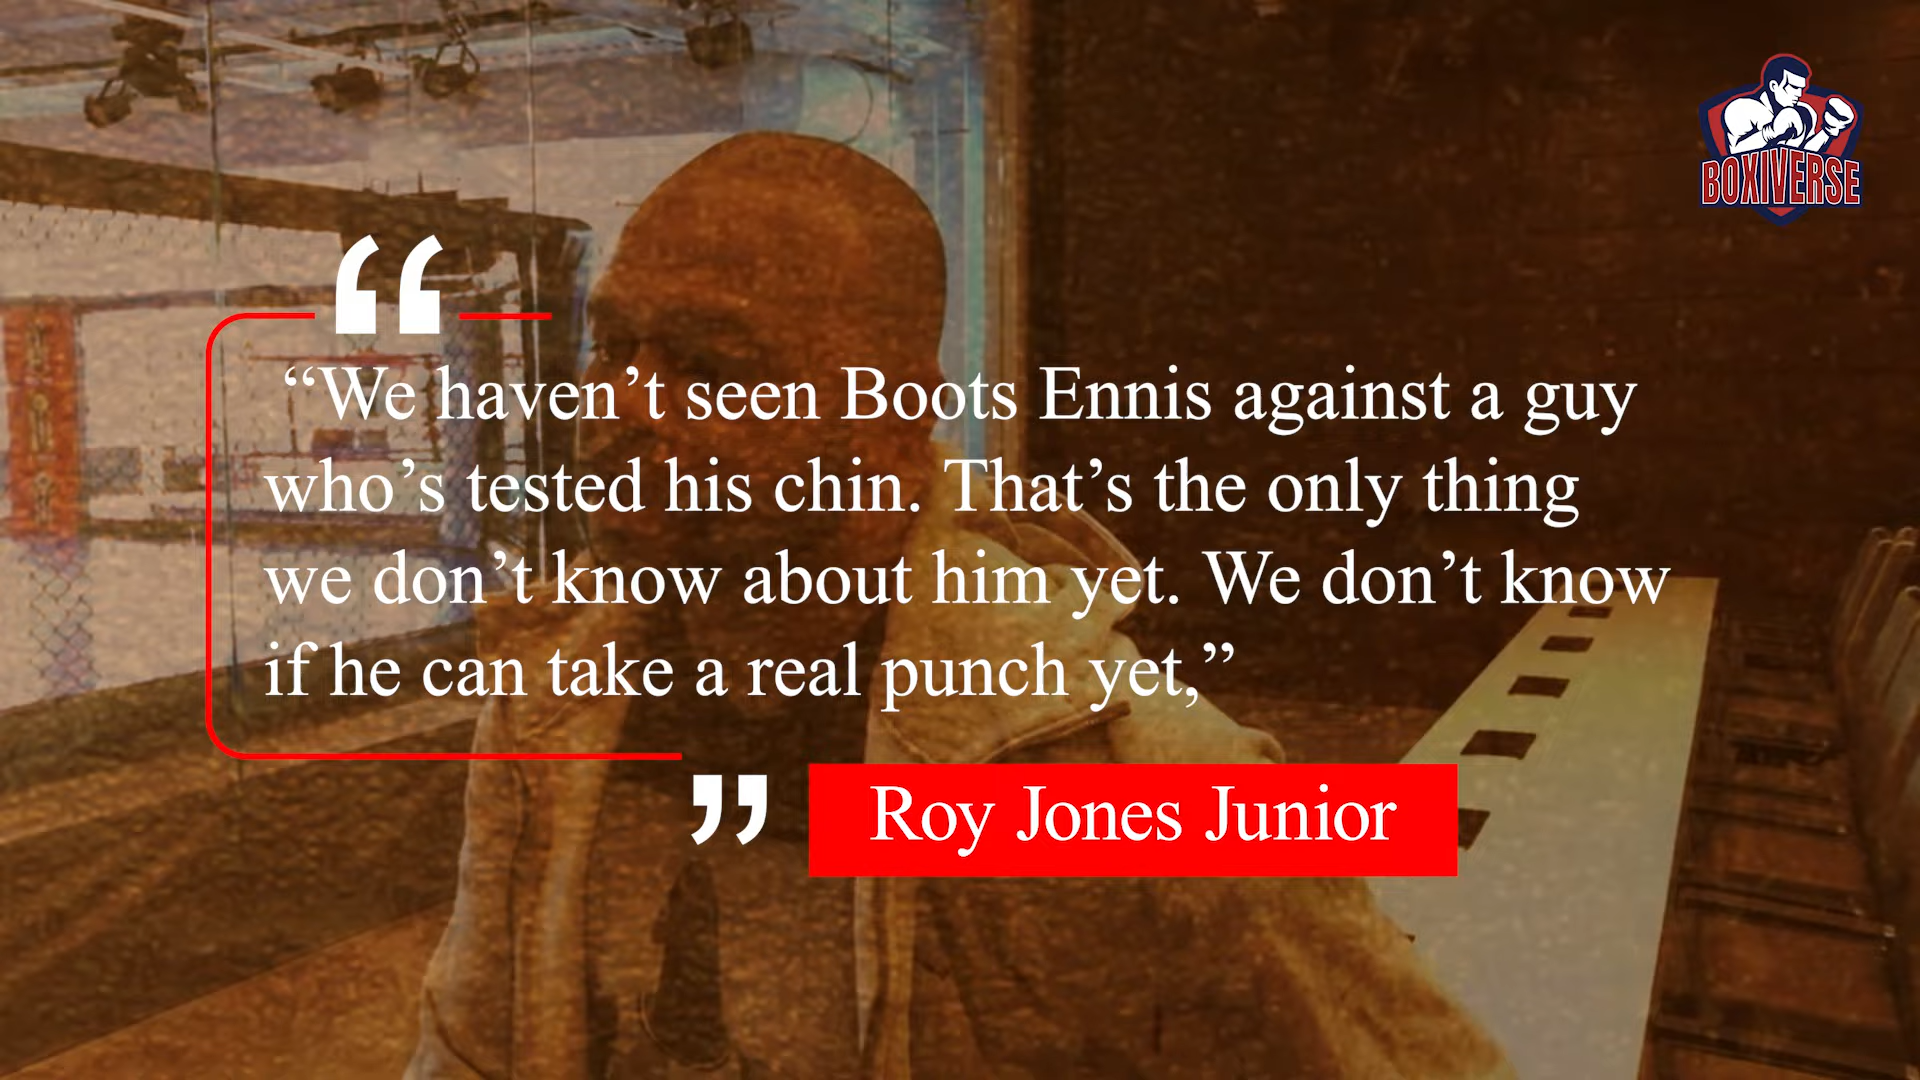 BOXIVERSE
“We haven’t seen Boots Ennis against a guy
who’s tested his chin. That’s the only thing
we don’t know about him yet. We don’t know
if he can take a real punch yet,”
Roy Jones Junior